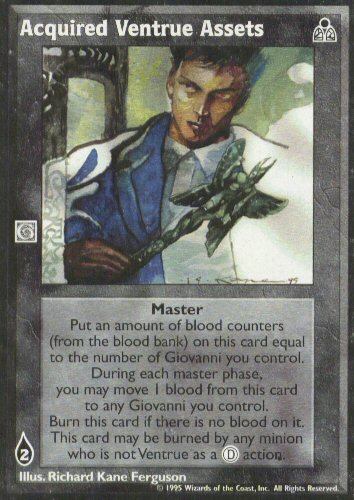 Acquired Ventrue Assets
Master
Put an amount of blood counters
(from the blood bank) on this card equal
to the number of Giovanni you control.
During each master phase,
you may move 1 blood from this card
to any Giovanni you control.
Burn this card if there is no blood on it.
This card may be burned by any minion
who is not Ventrue as a D action.
2
Illus. Richard Kane Ferguson
© 1995 Wizards of the Coast, Inc. All Rights Reserved.